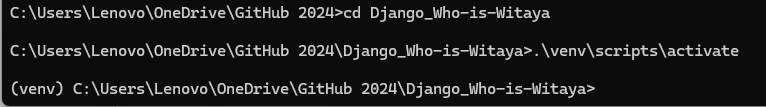 C:\Users\Lenovo\OneDrive\GitHub 2024>cd Django_Who-is-Witaya
C:\Users\Lenovo\OneDrive\GitHub 2024\Django_Who-is-Witaya>.\venv\scripts\activate
(venv) C:\Users\Lenovo\OneDrive\GitHub 2024\Django_Who-is-Witaya>